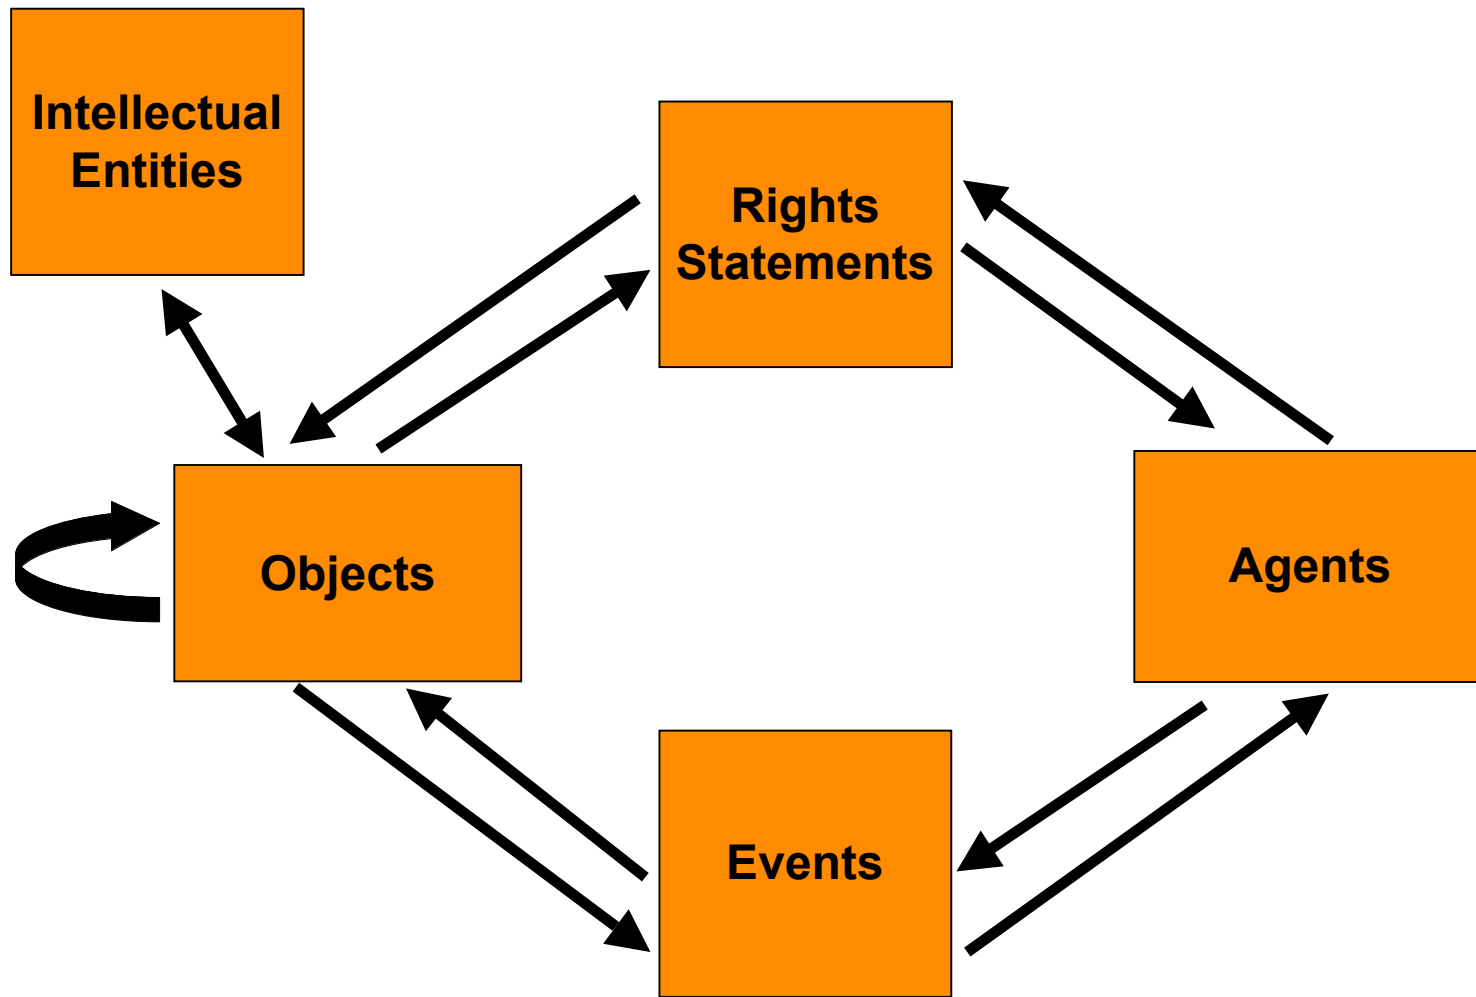 Intellectual
Entities
Rights
Statements
Objects
Agents
Events